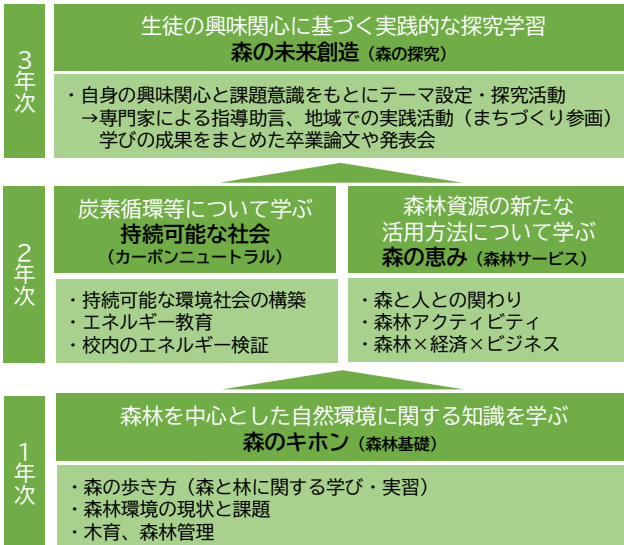 3年次
生徒の興味関心に基づく実践的な探究学習
森の未来創造（森の探究）
・自身の興味関心と課題意識をもとにテーマ設定・探究活動
→専門家による指導助言、地域での実践活動（まちづくり参画）
学びの成果をまとめた卒業論文や発表会
2年次
炭素循環等について学ぶ
持続可能な社会
（カーボンニュートラル）
・持続可能な環境社会の構築
・エネルギー教育
・校内のエネルギー検証
森林資源の新たな
活用方法について学ぶ
森の恵み（森林サービス）
・森と人との関わり
・森林アクティビティ
・森林×経済×ビジネス
1年次
森林を中心とした自然環境に関する知識を学ぶ
森のキホン（森林基礎）
・森の歩き方（森と林に関する学び・実習）
・森林環境の現状と課題
・木育、森林管理